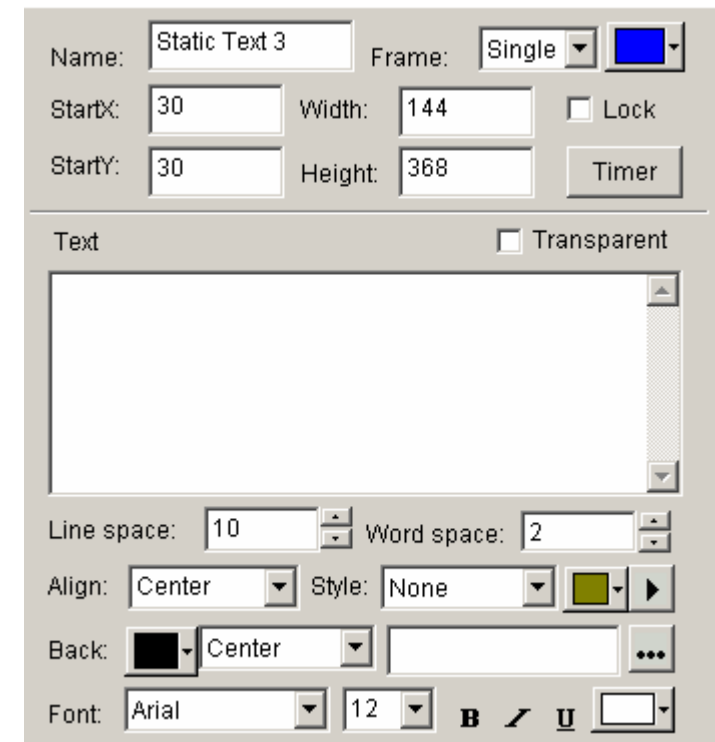 Name: Static Text 3 Frame: Single
StartX: 30 Width: 144 Lock
StartY: 30 Height: 368 Timer
Text Transparent
Line space: 10 Word space: 2
Align: Center Style: None
Back: Center ...
Font: Arial 12 B I U